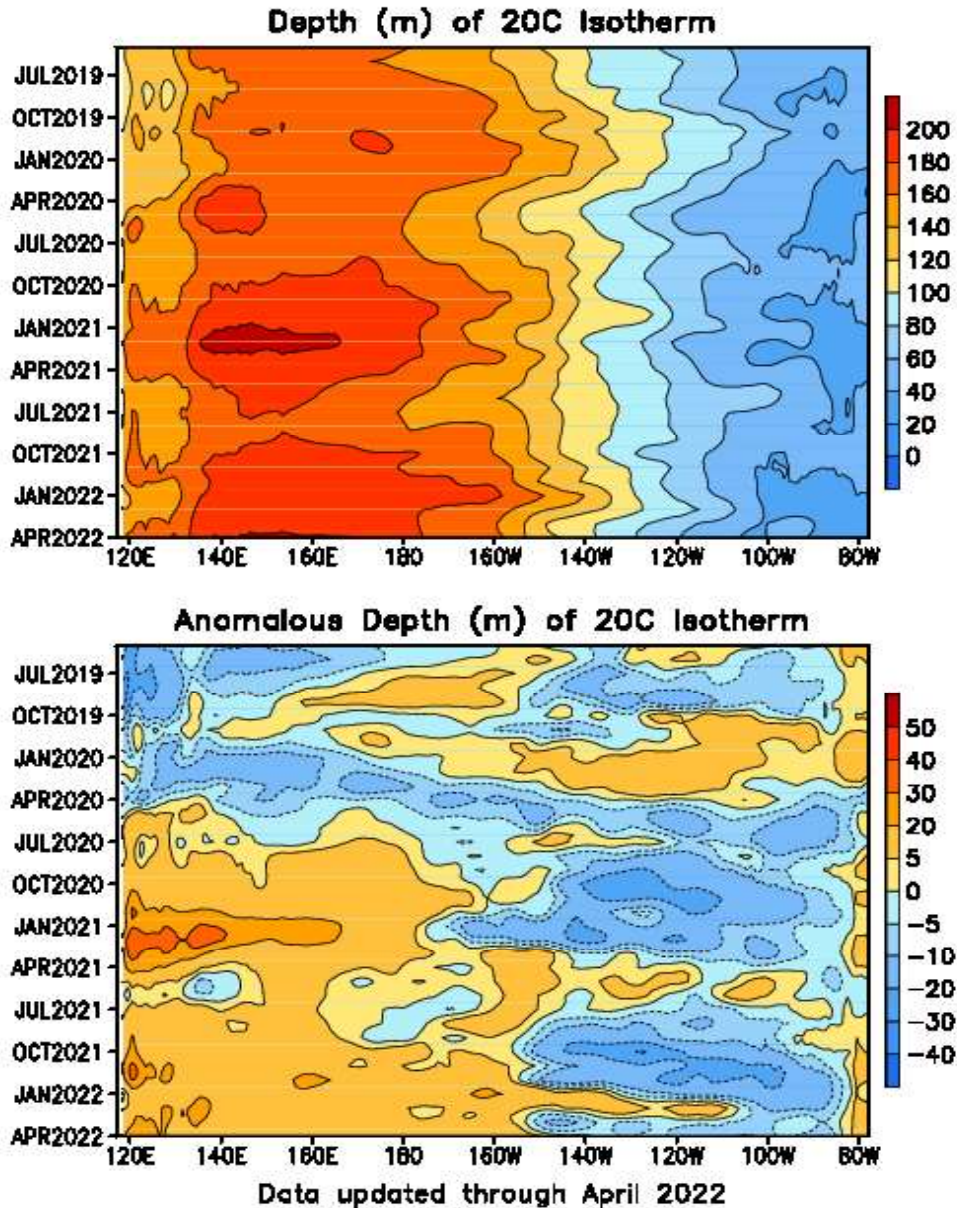 Depth (m) of 20C Isotherm
JUL2019
OCT2019
JAN2020
APR2020
JUL2020
OCT2020
JAN2021
APR2021
JUL2021
OCT2021
JAN2022
APR2022
120E 140E 160E 180 160W 140W 120W 100W 80W
200
180
160
140
120
100
80
60
40
20
0
Anomalous Depth (m) of 20C Isotherm
JUL2019
OCT2019
JAN2020
APR2020
JUL2020
OCT2020
JAN2021
APR2021
JUL2021
OCT2021
JAN2022
APR2022
120E 140E 160E 180 160W 140W 120W 100W 80W
50
40
30
20
5
0
-5
-10
-20
-30
-40
Data updated through April 2022